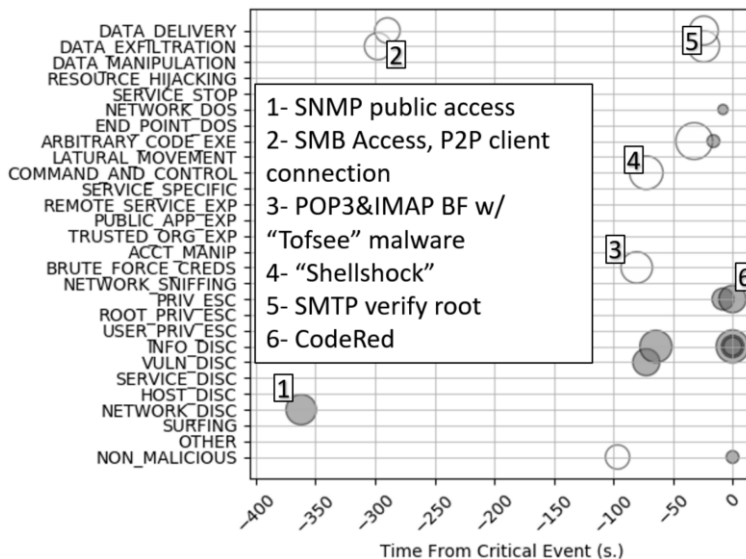 DATA_DELIVERY
DATA_EXFILTRATION
DATA_MANIPULATION
RESOURCE_HIJACKING
SERVICE_STOP
NETWORK_DOS
END_POINT_DOS
ARBITRARY_CODE_EXE
LATURAL_MOVEMENT
COMMAND_AND_CONTROL
SERVICE_SPECIFIC
REMOTE_SERVICE_EXP
PUBLIC_APP_EXP
TRUSTED_ORG_EXP
ACCT_MANIP
BRUTE_FORCE_CREDS
NETWORK_SNIFFING
PRIV_ESC
ROOT_PRIV_ESC
USER_PRIV_ESC
INFO_DISC
VULN_DISC
SERVICE_DISC
HOST_DISC
NETWORK_DISC
SURFING
OTHER
NON_MALICIOUS
2
5
4
3
6
1
1- SNMP public access
2- SMB Access, P2P client
connection
3- POP3&IMAP BF w/
“Tofsee” malware
4- “Shellshock”
5- SMTP verify root
6- CodeRed
−400
−350
−300
−250
−200
−150
−100
−50
0
Time From Critical Event (s.)